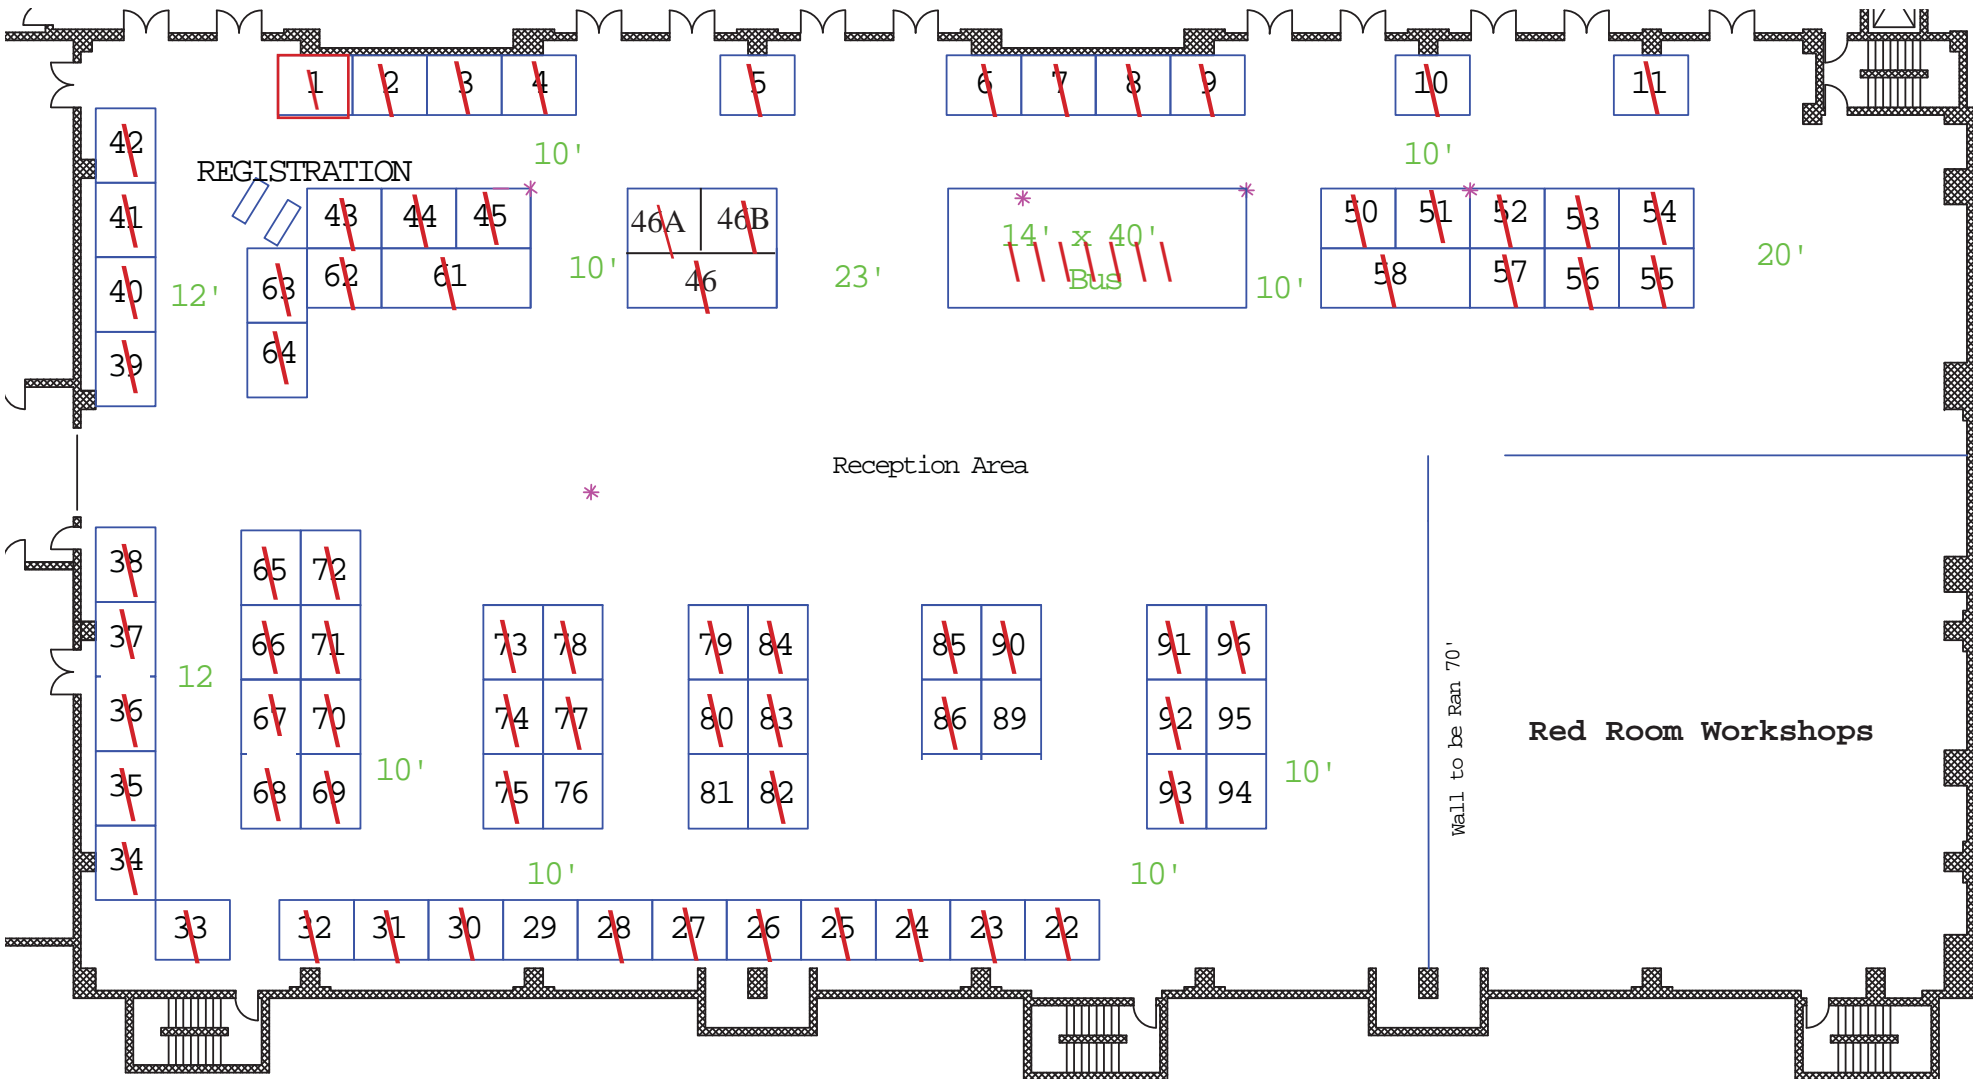 1 2 3 4 5 6 7 8 9 10 11
42 10' 10'
REGISTRATION
41 43 44 45 46A 46B 14' x 40' 50 51 52 53 54
40 12' 63 62 61 10' 46 23' Bus 10' 58 57 56 55 20'
39 64
Reception Area
38 65 72
37 66 71 73 78 79 84 85 90 91 96
12
36 67 70 74 77 80 83 86 89 92 95
Wall to be Ran 70'
Red Room Workshops
35 68 69 10' 75 76 81 82 93 94 10'
34 10' 10'
33 32 31 30 29 28 27 26 25 24 23 22